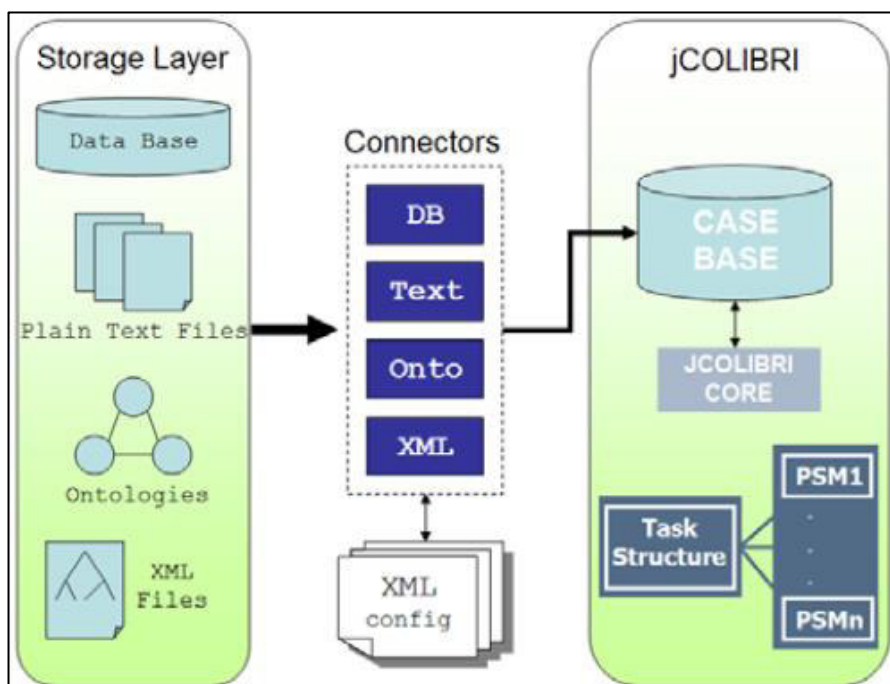 Storage Layer
Data Base
Plain Text Files
Ontologies
XML
Files
Connectors
DB
Text
Onto
XML
XML
config
jCOLIBRI
CASE
BASE
JCOLIBRI
CORE
Task
Structure
PSM1
.
.
.
PSMn